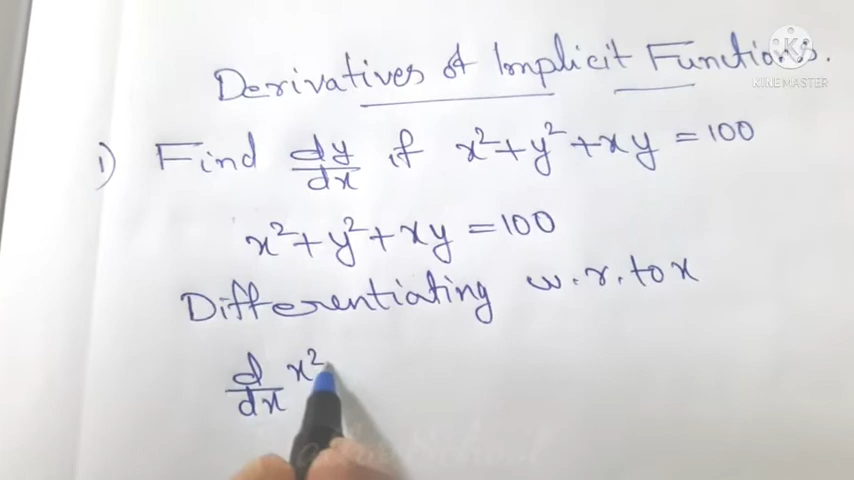 Derivatives of Implicit Functions.
KINEMASTER
1) Find dy/dx if x²+y²+xy = 100
x²+y²+xy = 100
Differentiating w.r.to x
d/dx x²